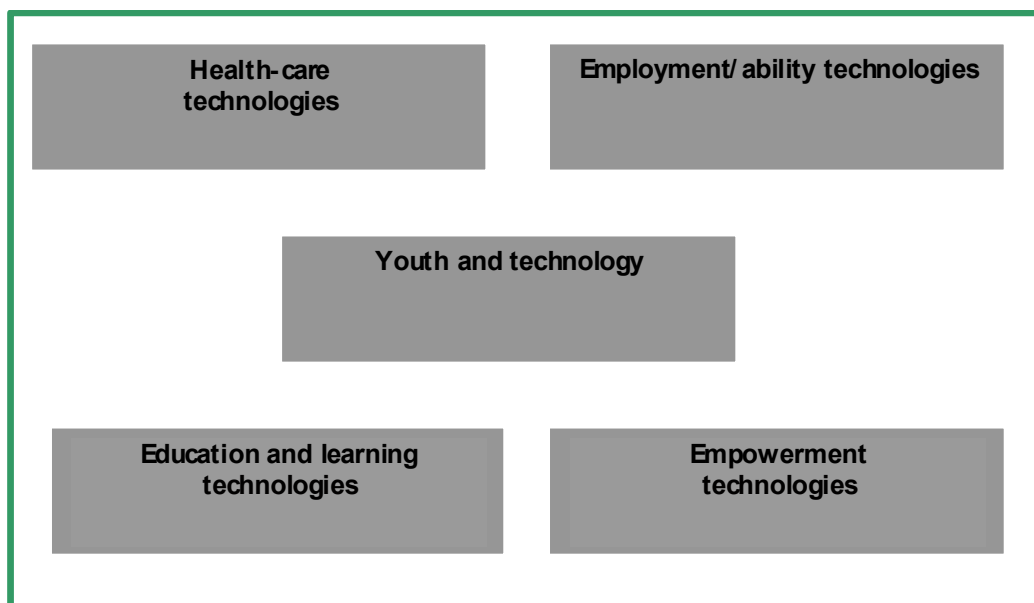 Health-care
technologies
Employment/ability technologies
Youth and technology
Education and learning
technologies
Empowerment
technologies